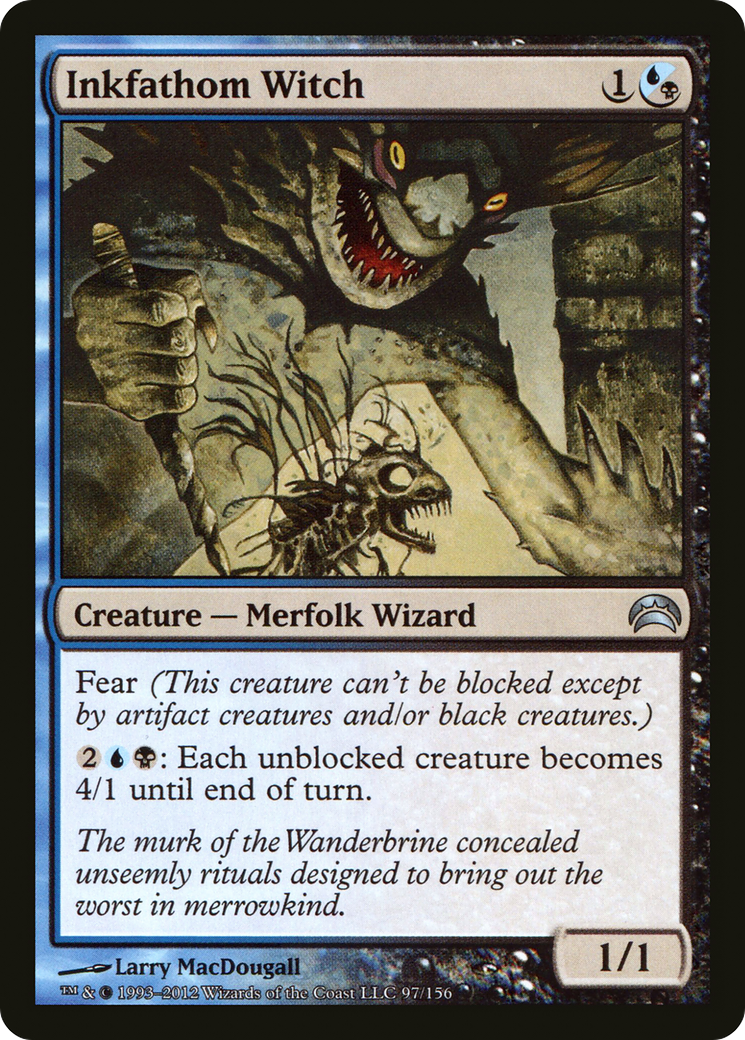 Inkfathom Witch
1
Creature — Merfolk Wizard
Fear (This creature can't be blocked except
by artifact creatures and/or black creatures.)
2: Each unblocked creature becomes
4/1 until end of turn.
The murk of the Wanderbrine concealed
unseemly rituals designed to bring out the
worst in merrowkind.
1/1
Larry MacDougall
™ & © 1993–2012 Wizards of the Coast LLC 97/156